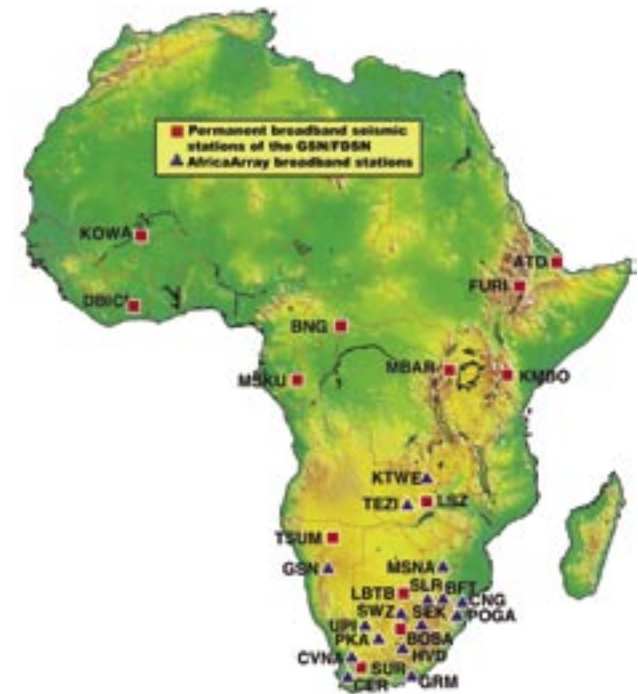 Permanent broadband seismic
stations of the GSN/FDSN
AfricaArray broadband stations
KOWA
ATD
FURI
DBIC
BNG
MBAR
MSKU
KMBO
KTWE
TEZI
LSZ
TSUM
GSN
MSNA
LBTB
SLR
BFT
CNG
SWZ
SEK
POGA
UPI
PKA
BOSA
HVD
CVNA
SUR
CER
GRM